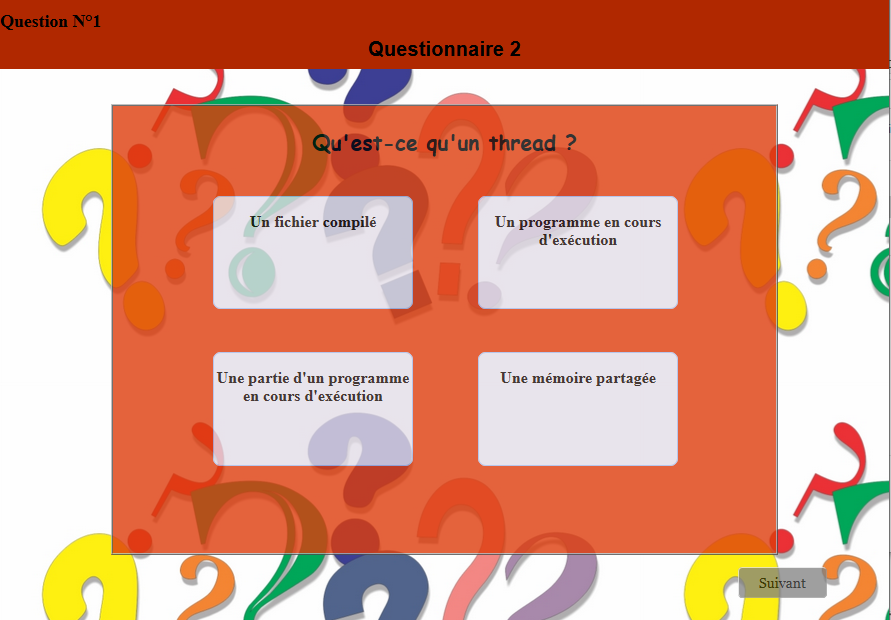 Question N°1
Questionnaire 2
Qu'est-ce qu'un thread ?
Un fichier compilé
Un programme en cours
d'exécution
Une partie d'un programme
en cours d'exécution
Une mémoire partagée
Suivant